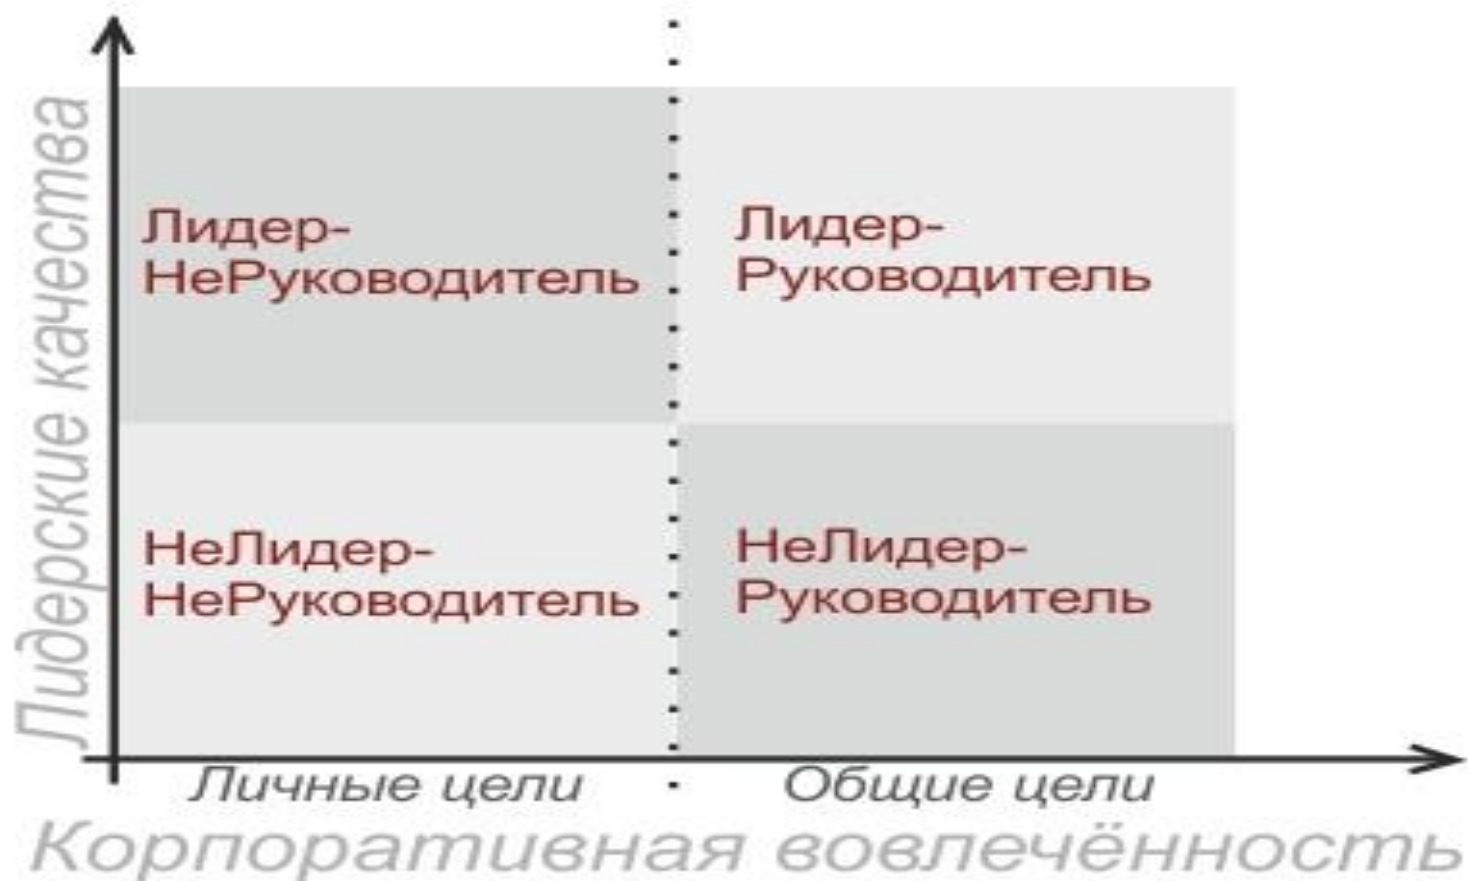 Лидерские качества
Лидер-
НеРуководитель
Лидер-
Руководитель
НеЛидер-
НеРуководитель
НеЛидер-
Руководитель
Личные цели
Общие цели
Корпоративная вовлечённость